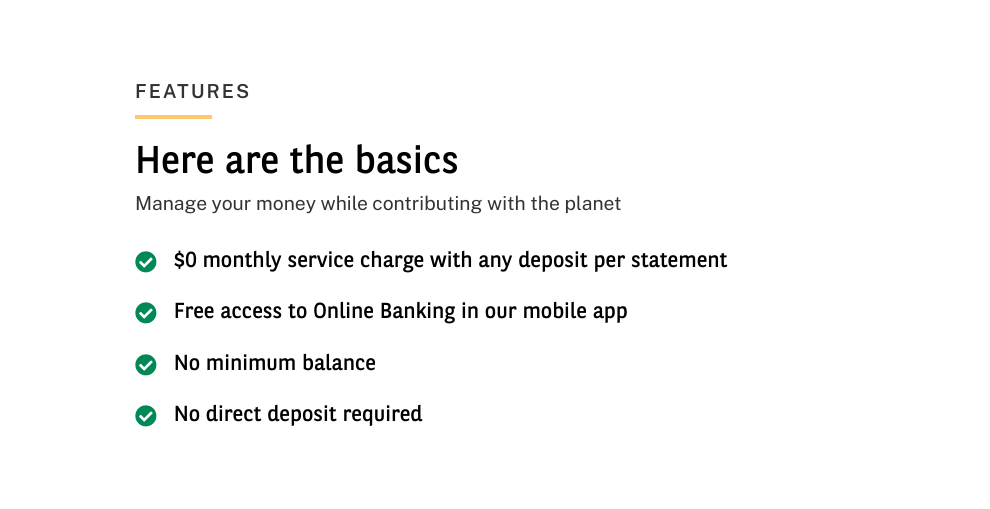 FEATURES
Here are the basics
Manage your money while contributing with the planet
$0 monthly service charge with any deposit per statement
Free access to Online Banking in our mobile app
No minimum balance
No direct deposit required